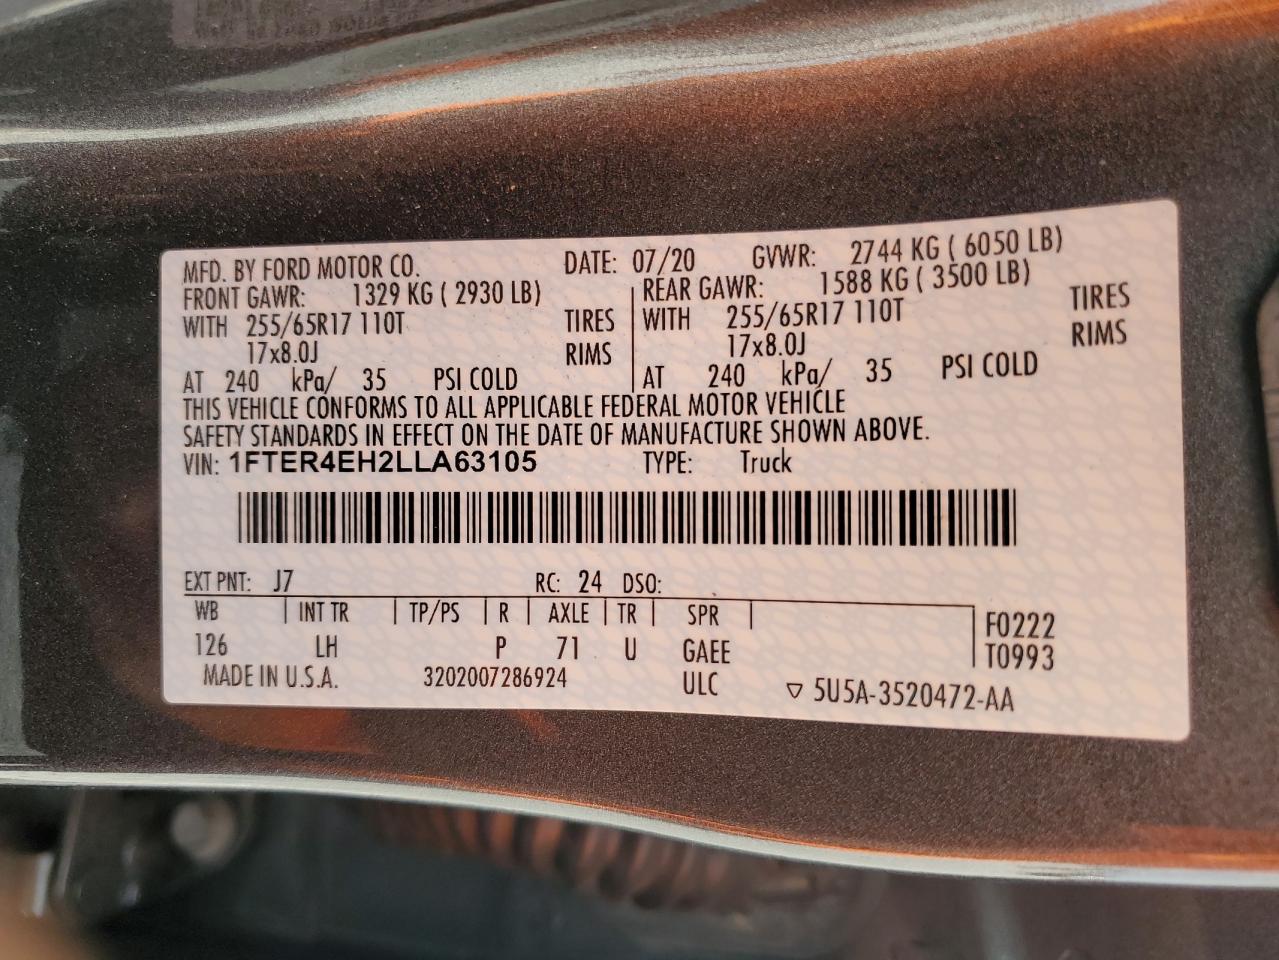 MFD. BY FORD MOTOR CO. DATE: 07/20 GVWR: 2744 KG ( 6050 LB)
FRONT GAWR: 1329 KG ( 2930 LB) REAR GAWR: 1588 KG ( 3500 LB)
WITH 255/65R17 110T TIRES WITH 255/65R17 110T TIRES
17x8.0J RIMS 17x8.0J RIMS
AT 240 kPa/ 35 PSI COLD AT 240 kPa/ 35 PSI COLD
THIS VEHICLE CONFORMS TO ALL APPLICABLE FEDERAL MOTOR VEHICLE
SAFETY STANDARDS IN EFFECT ON THE DATE OF MANUFACTURE SHOWN ABOVE.
VIN: 1FTER4EH2LLA63105 TYPE: Truck
EXT PNT: J7 RC: 24 DSO:
WB INT TR TP/PS R AXLE TR SPR F0222
126 LH P 71 U GAEE T0993
MADE IN U.S.A. 3202007286924 ULC ▽ 5U5A-3520472-AA